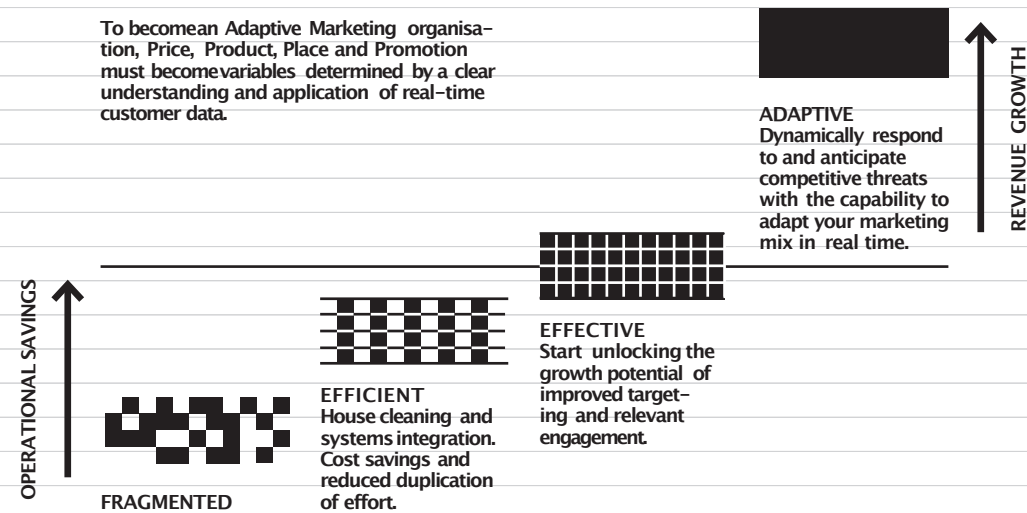 To becomean Adaptive Marketing organisa-
tion, Price, Product, Place and Promotion
must becomevariables determined by a clear
understanding and application of real-time
customer data.
ADAPTIVE
Dynamically respond
to and anticipate
competitive threats
with the capability to
adapt your marketing
mix in real time.
REVENUE GROWTH
OPERATIONAL SAVINGS
EFFECTIVE
Start unlocking the
growth potential of
improved target-
ing and relevant
engagement.
EFFICIENT
House cleaning and
systems integration.
Cost savings and
reduced duplication
of effort.
FRAGMENTED